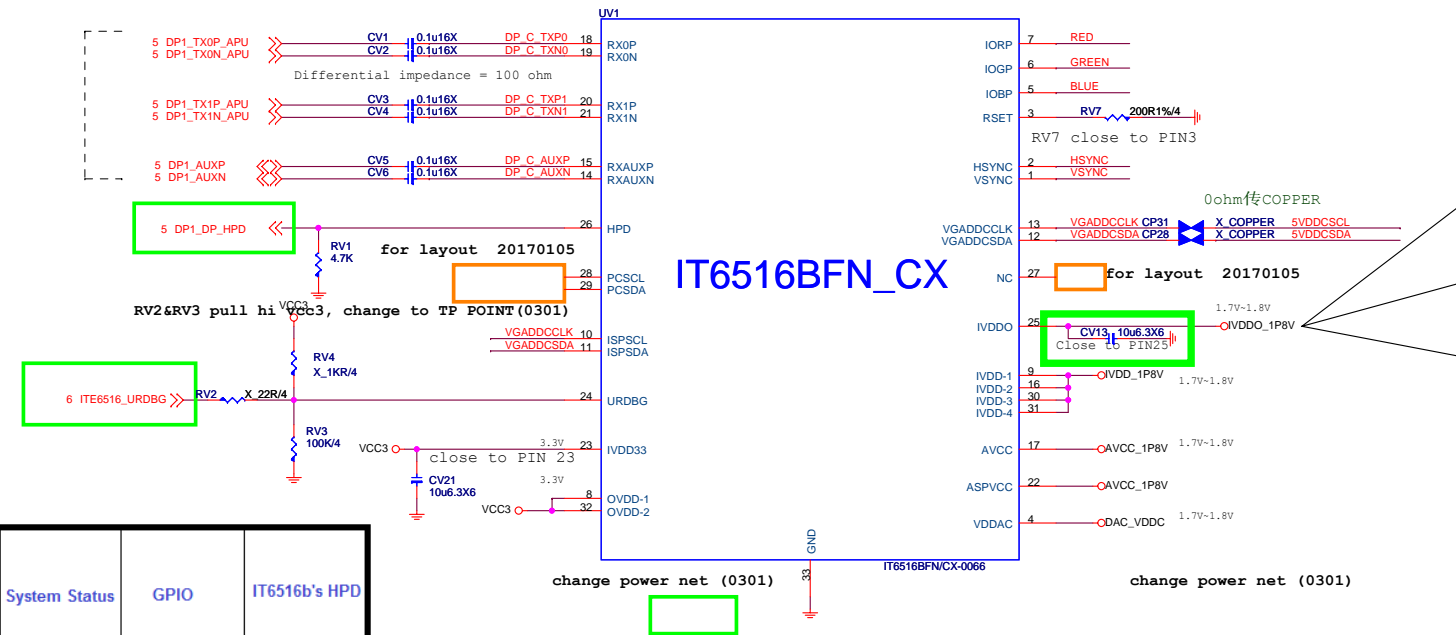 UV1
5 DP1_TX0P_APU CV1 0.1u16X DP_C_TXP0 18 RX0P
5 DP1_TX0N_APU CV2 0.1u16X DP_C_TXN0 19 RX0N
Differential impedance = 100 ohm
5 DP1_TX1P_APU CV3 0.1u16X DP_C_TXP1 20 RX1P
5 DP1_TX1N_APU CV4 0.1u16X DP_C_TXN1 21 RX1N
5 DP1_AUXP CV5 0.1u16X DP_C_AUXP 15 RXAUXP
5 DP1_AUXN CV6 0.1u16X DP_C_AUXN 14 RXAUXN
5 DP1_DP_HPD 26 HPD
RV1
4.7K
for layout 20170105
28 PCSCL
29 PCSDA
RV2&RV3 pull hi vcc3, change to TP POINT(0301)
VCC3
VGADDCCLK 10 ISPSCL
VGADDCSDA 11 ISPSDA
RV4
X_1KR/4
6 ITE6516_URDBG RV2 X_22R/4 24 URDBG
RV3
100K/4
VCC3 3.3V 23 IVDD33
close to PIN 23
CV21
10u6.3X6
3.3V
8 OVDD-1
VCC3 32 OVDD-2
IT6516BFN_CX
GND
33
IT6516BFN/CX-0066
IORP 7 RED
IOGP 6 GREEN
IOBP 5 BLUE
RSET 3 RV7 200R1%/4
RV7 close to PIN3
HSYNC 2 HSYNC
VSYNC 1 VSYNC
0ohm传COPPER
VGADDCCLK 13 VGADDCCLK CP31 X_COPPER 5VDDCSCL
VGADDCSDA 12 VGADDCSDA CP28 X_COPPER 5VDDCSDA
NC 27 for layout 20170105
1.7V~1.8V
IVDDO 25 IVDDO_1P8V
CV13 10u6.3X6
Close to PIN25
IVDD-1 9 IVDD_1P8V 1.7V~1.8V
IVDD-2 16
IVDD-3 30
IVDD-4 31
AVCC 17 AVCC_1P8V 1.7V~1.8V
ASPVCC 22 AVCC_1P8V
VDDAC 4 DAC_VDDC 1.7V~1.8V
change power net (0301)
change power net (0301)
System Status GPIO IT6516b's HPD